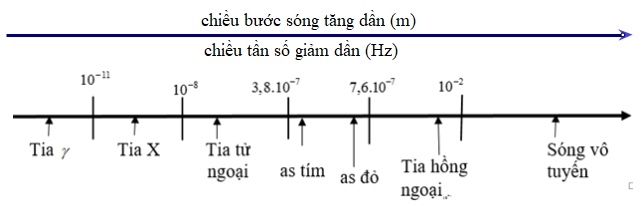 chiều bước sóng tăng dần (m)
chiều tần số giảm dần (Hz)
10⁻¹¹
10⁻⁸
3,8.10⁻⁷
7,6.10⁻⁷
10⁻²
Tia γ
Tia X
Tia tử
ngoại
as tím
as đỏ
Tia hồng
ngoại
Sóng vô
tuyến